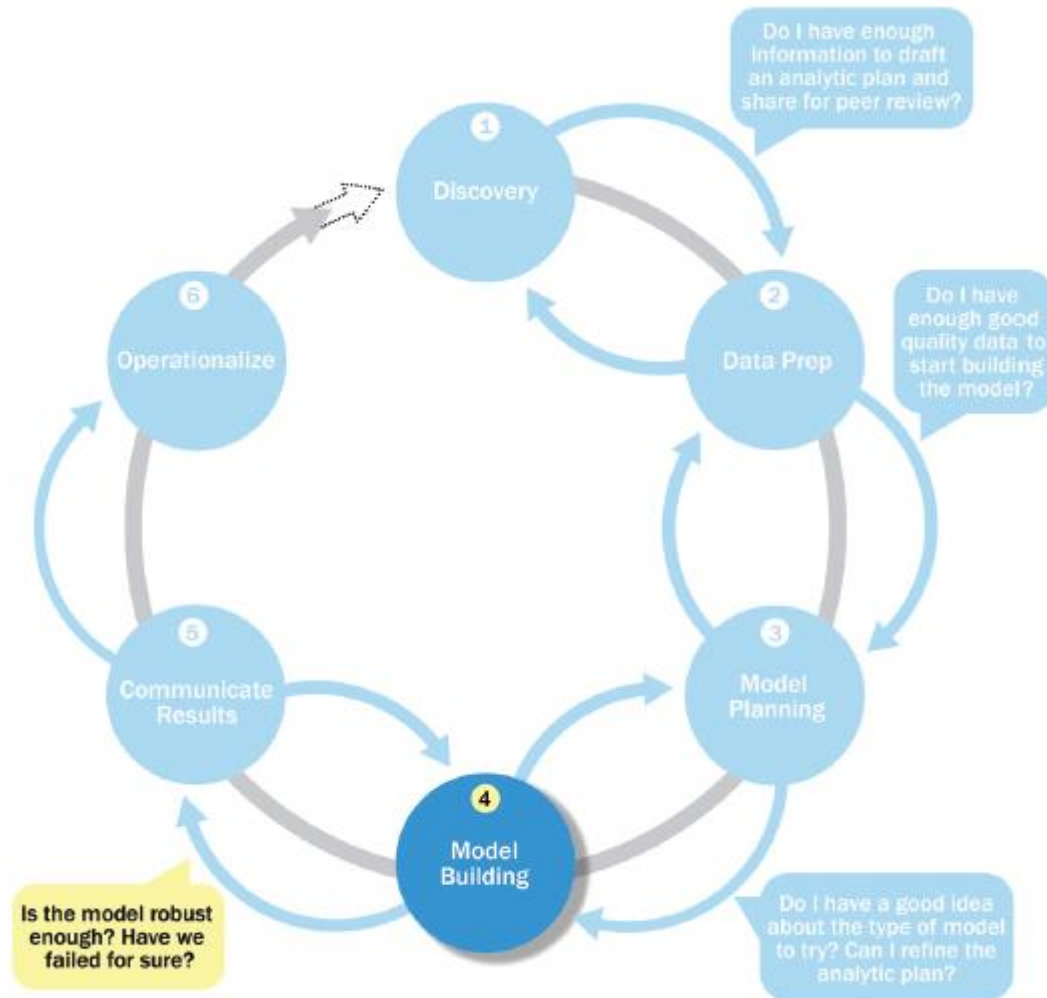 Do I have enough
information to draft
an analytic plan and
share for peer review?
1
Discovery
2
Data Prep
Do I have
enough good
quality data to
start building
the model?
3
Model
Planning
Do I have a good idea
about the type of model
to try? Can I refine the
analytic plan?
4
Model
Building
Is the model robust
enough? Have we
failed for sure?
5
Communicate
Results
6
Operationalize